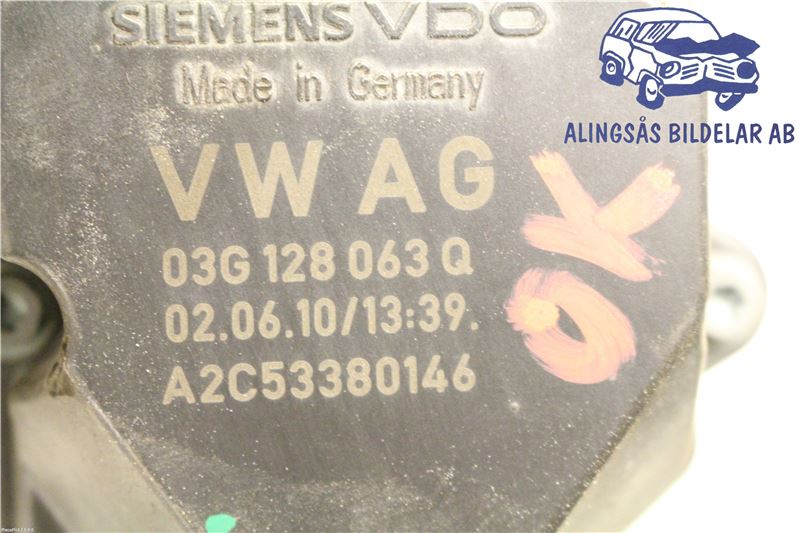 SIEMENS VDO
Made in Germany
ALINGSÅS BILDELAR AB
VW AG
OK
03G 128 063 Q
02.06.10/13:39.
A2C53380146